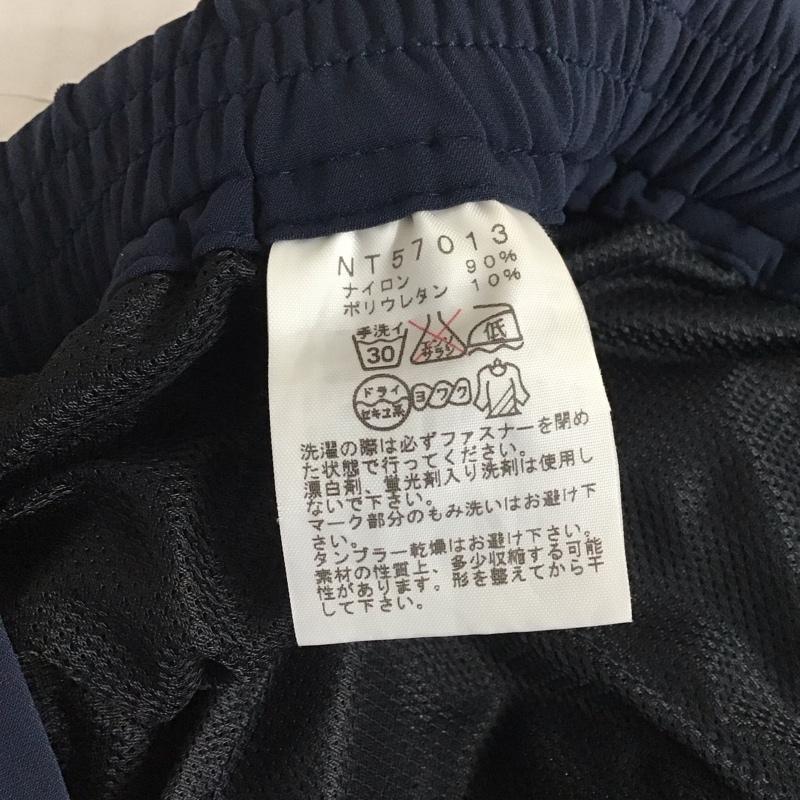 NT57013
ナイロン 90%
ポリウレタン 10%
手洗イ
30
エンソ
サラシ
低
ドライ
セキユ系
ヨワク
洗濯の際は必ずファスナーを閉め
た状態で行ってください。
漂白剤、蛍光剤入り洗剤は使用し
ないで下さい。
マーク部分のもみ洗いはお避け下
さい。
タンブラー乾燥はお避け下さい。
素材の性質上、多少収縮する可能
性があります。形を整えてから干
して下さい。